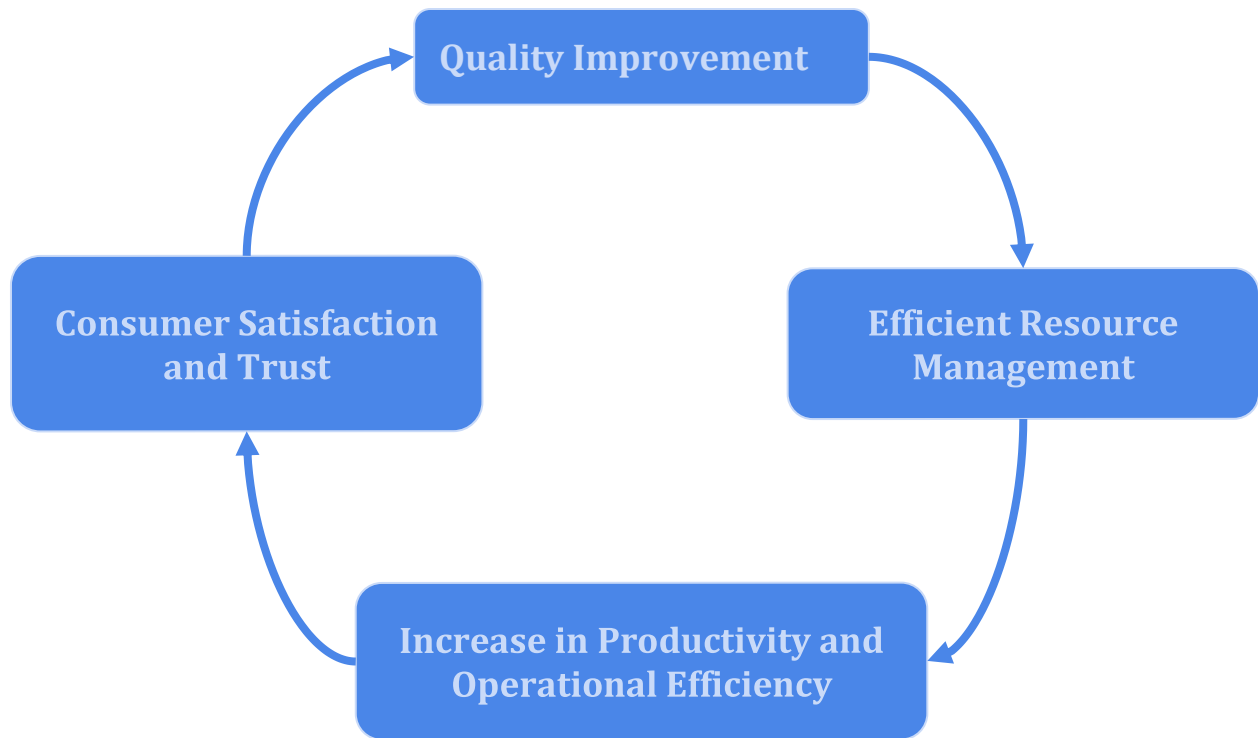 Quality Improvement
Consumer Satisfaction
and Trust
Efficient Resource
Management
Increase in Productivity and
Operational Efficiency